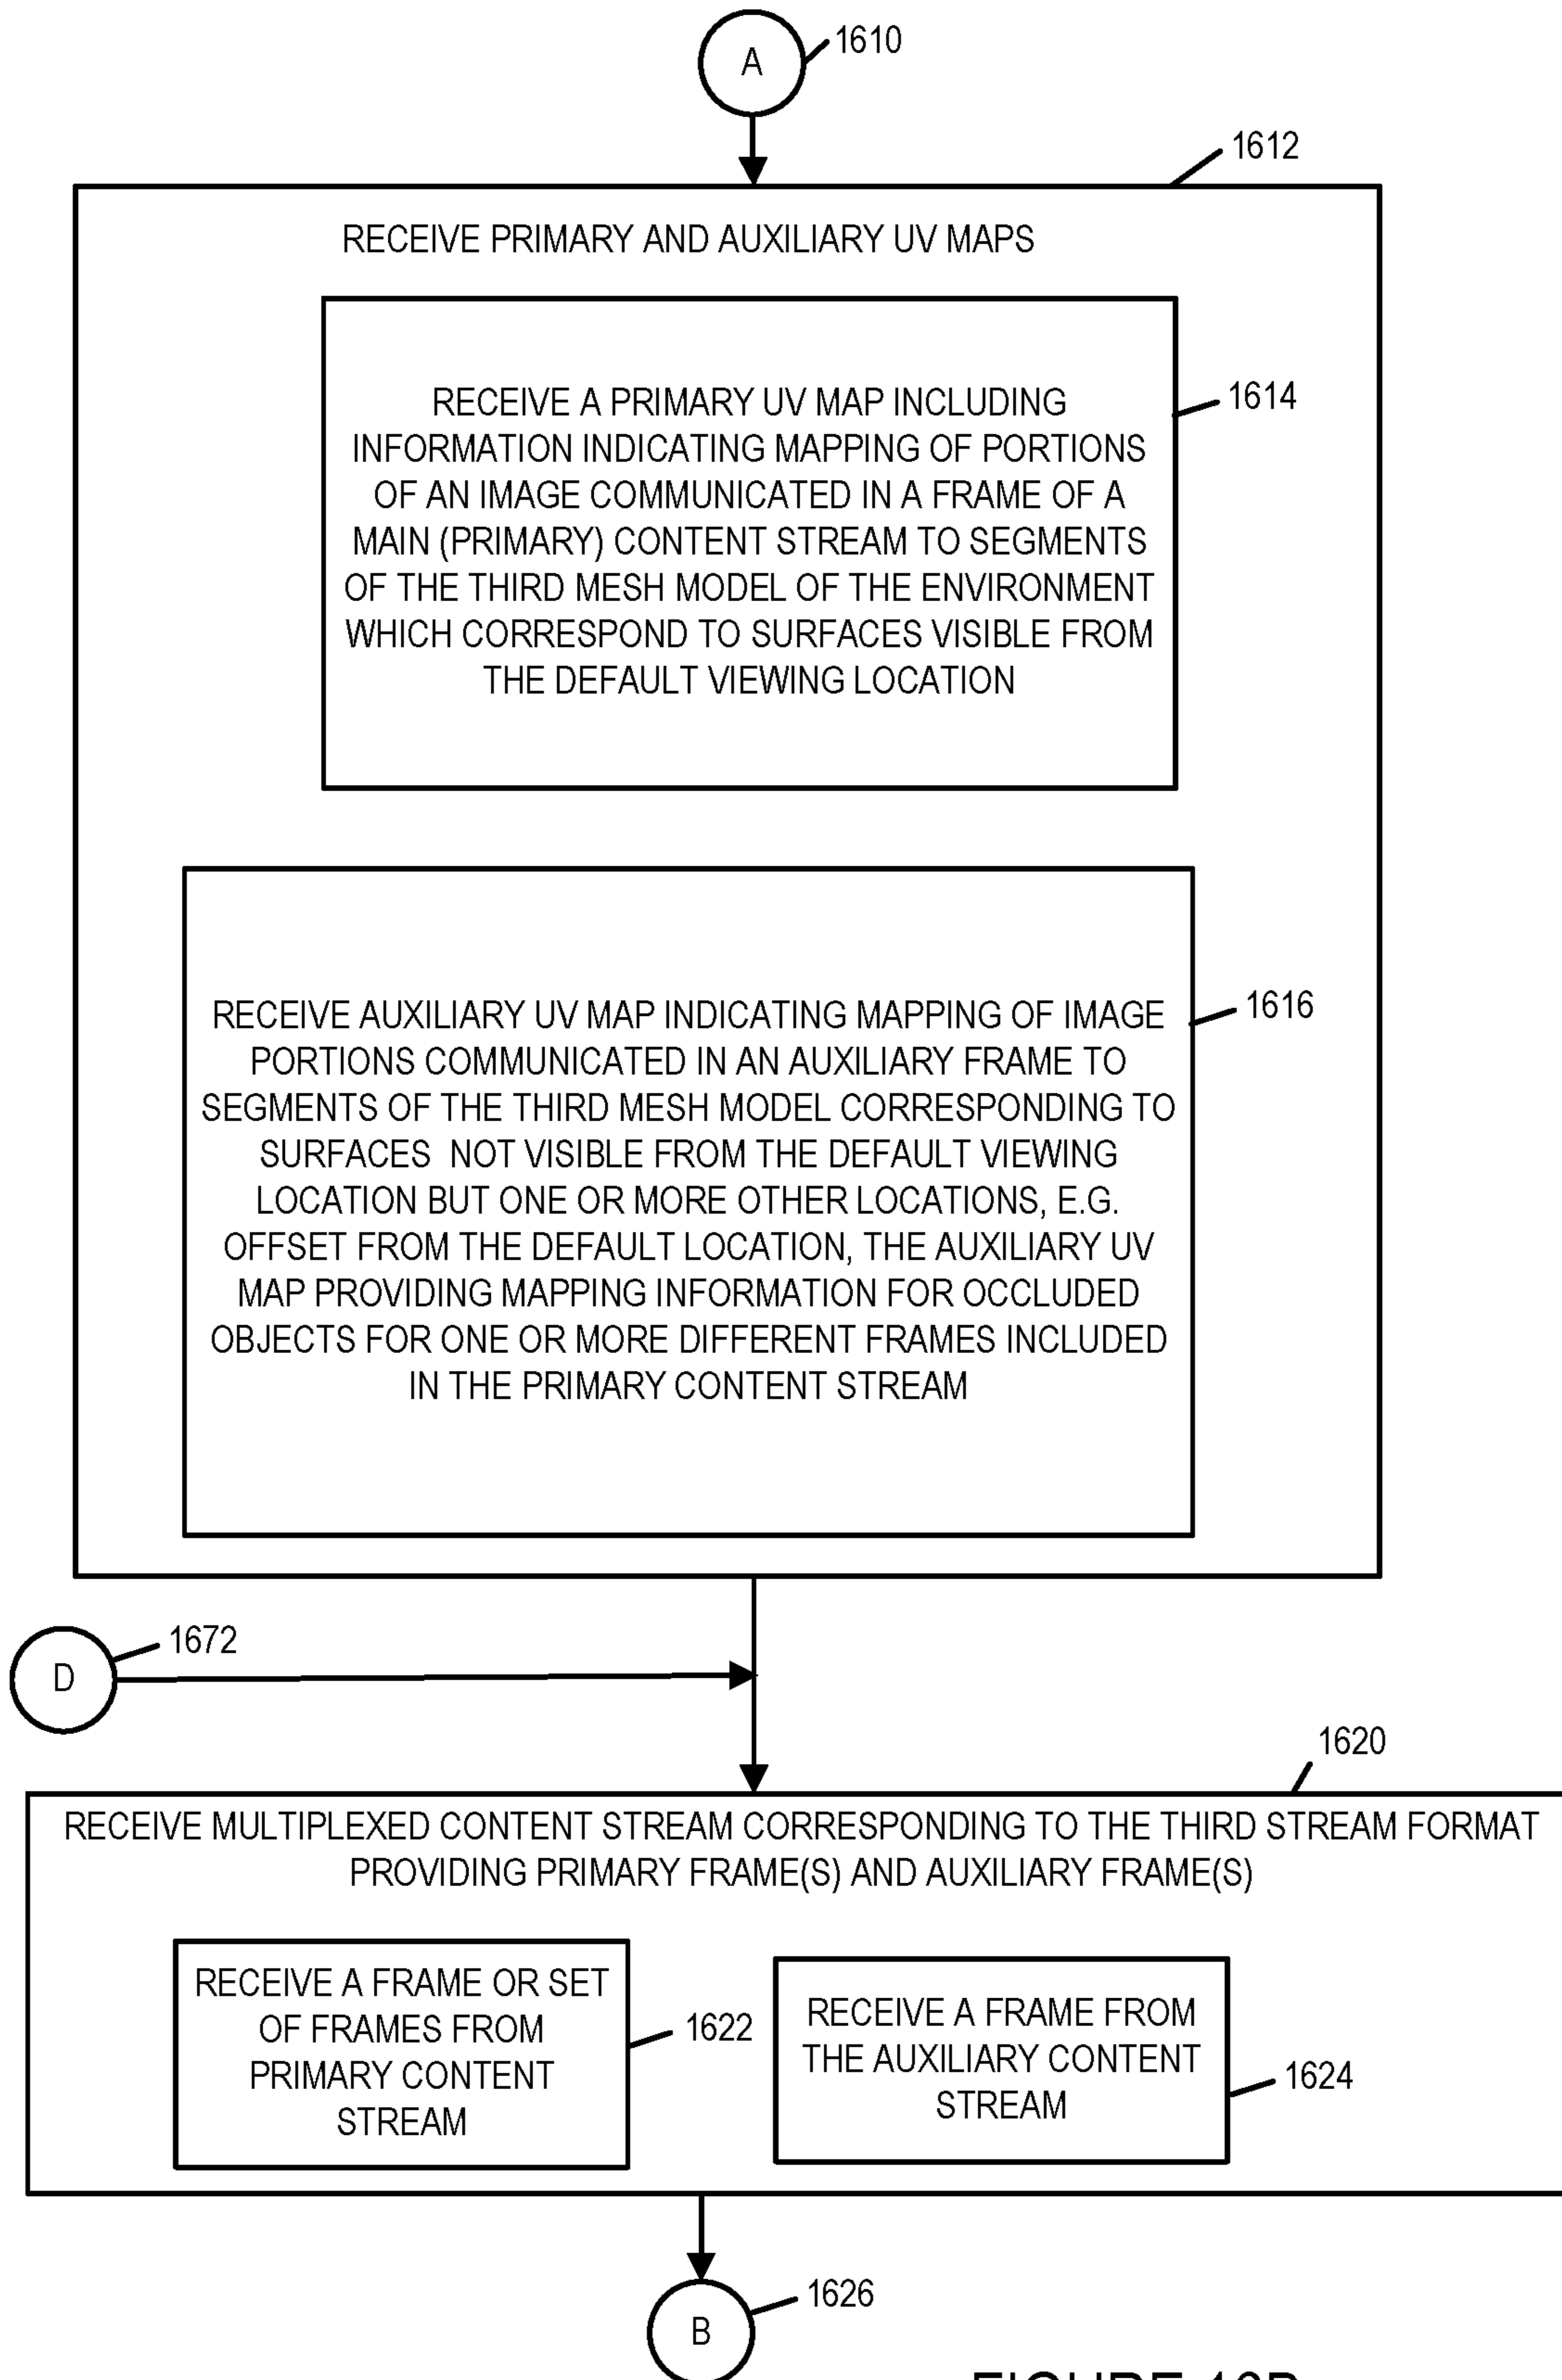 A
1610
1612
RECEIVE PRIMARY AND AUXILIARY UV MAPS
RECEIVE A PRIMARY UV MAP INCLUDING
INFORMATION INDICATING MAPPING OF PORTIONS
OF AN IMAGE COMMUNICATED IN A FRAME OF A
MAIN (PRIMARY) CONTENT STREAM TO SEGMENTS
OF THE THIRD MESH MODEL OF THE ENVIRONMENT
WHICH CORRESPOND TO SURFACES VISIBLE FROM
THE DEFAULT VIEWING LOCATION
1614
RECEIVE AUXILIARY UV MAP INDICATING MAPPING OF IMAGE
PORTIONS COMMUNICATED IN AN AUXILIARY FRAME TO
SEGMENTS OF THE THIRD MESH MODEL CORRESPONDING TO
SURFACES NOT VISIBLE FROM THE DEFAULT VIEWING
LOCATION BUT ONE OR MORE OTHER LOCATIONS, E.G.
OFFSET FROM THE DEFAULT LOCATION, THE AUXILIARY UV
MAP PROVIDING MAPPING INFORMATION FOR OCCLUDED
OBJECTS FOR ONE OR MORE DIFFERENT FRAMES INCLUDED
IN THE PRIMARY CONTENT STREAM
1616
D
1672
1620
RECEIVE MULTIPLEXED CONTENT STREAM CORRESPONDING TO THE THIRD STREAM FORMAT
PROVIDING PRIMARY FRAME(S) AND AUXILIARY FRAME(S)
RECEIVE A FRAME OR SET
OF FRAMES FROM
PRIMARY CONTENT
STREAM
1622
RECEIVE A FRAME FROM
THE AUXILIARY CONTENT
STREAM
1624
B
1626
FIGURE 16B